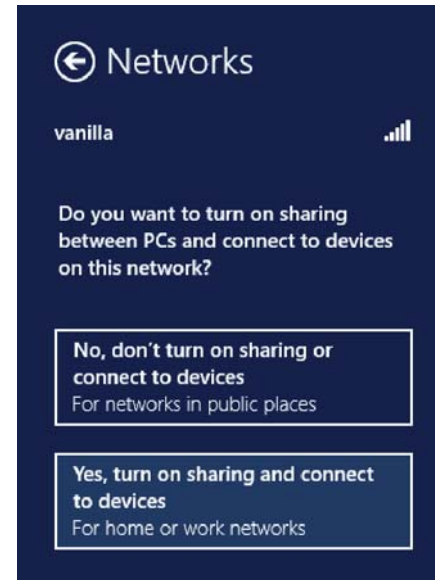 Networks
vanilla
Do you want to turn on sharing
between PCs and connect to devices
on this network?
No, don't turn on sharing or
connect to devices
For networks in public places
Yes, turn on sharing and connect
to devices
For home or work networks